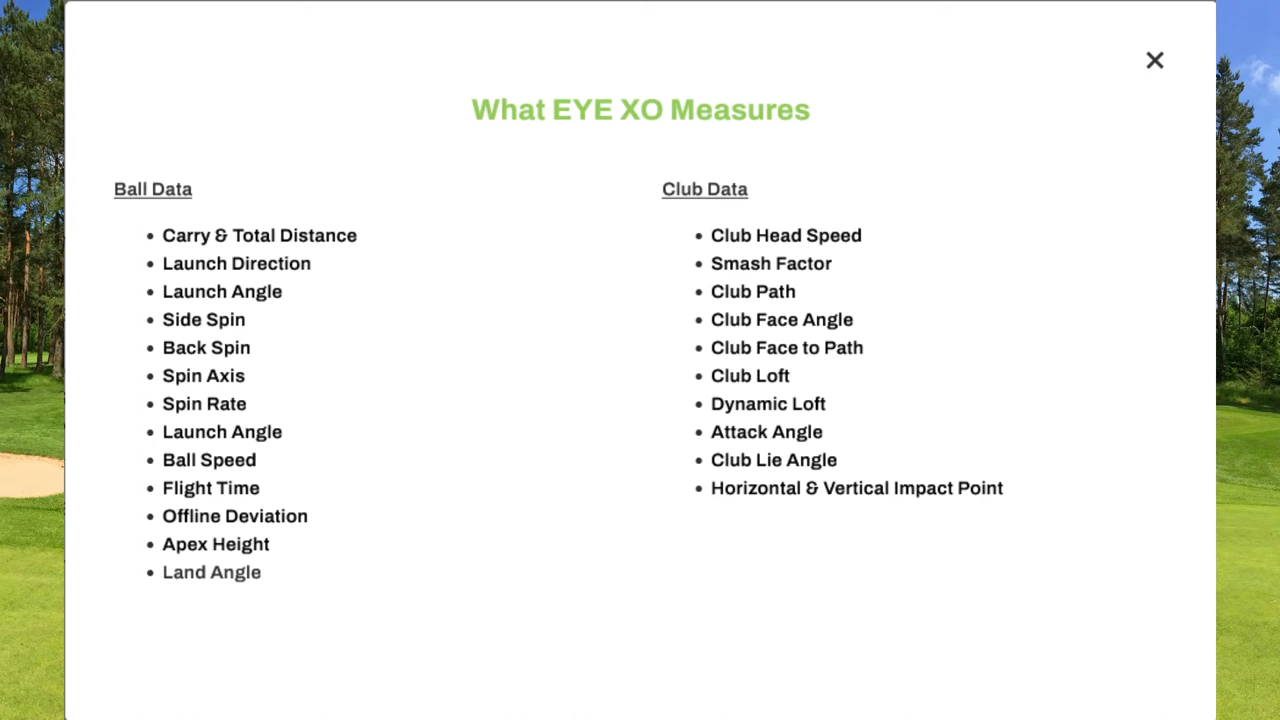 What EYE XO Measures
Ball Data
Carry & Total Distance
Launch Direction
Launch Angle
Side Spin
Back Spin
Spin Axis
Spin Rate
Launch Angle
Ball Speed
Flight Time
Offline Deviation
Apex Height
Land Angle
Club Data
Club Head Speed
Smash Factor
Club Path
Club Face Angle
Club Face to Path
Club Loft
Dynamic Loft
Attack Angle
Club Lie Angle
Horizontal & Vertical Impact Point